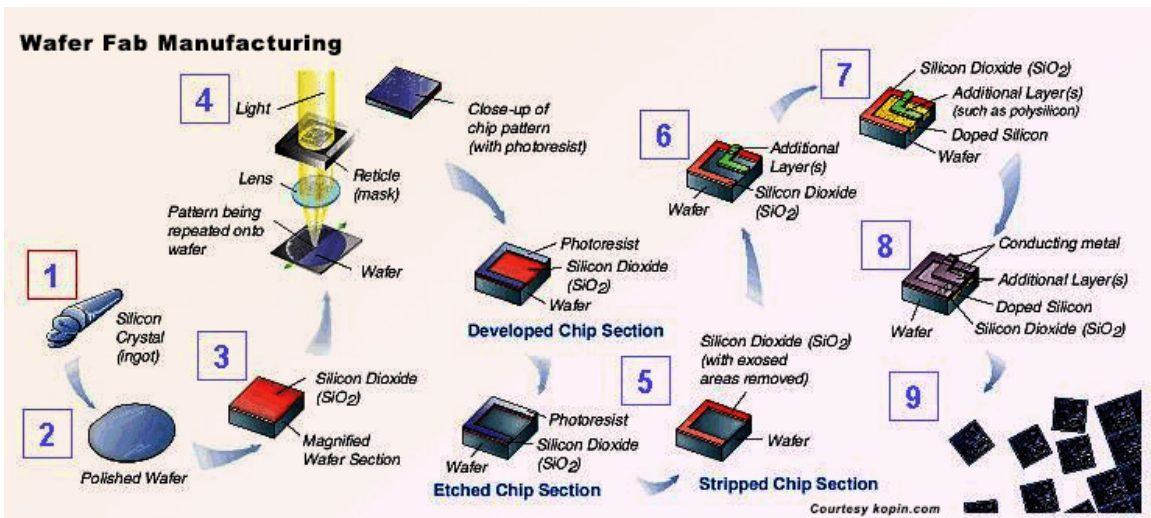 Wafer Fab Manufacturing
1
Silicon
Crystal
(ingot)
2
Polished Wafer
3
Silicon Dioxide
(SiO2)
Magnified
Wafer Section
4
Light
Reticle
(mask)
Lens
Pattern being
repeated onto
wafer
Wafer
Close-up of
chip pattern
(with photoresist)
Photoresist
Silicon Dioxide
(SiO2)
Wafer
Developed Chip Section
Photoresist
Silicon Dioxide
(SiO2)
Wafer
Etched Chip Section
5
Silicon Dioxide (SiO2)
(with exosed
areas removed)
Wafer
Stripped Chip Section
6
Additional
Layer(s)
Silicon Dioxide
(SiO2)
Wafer
7
Silicon Dioxide (SiO2)
Additional Layer(s)
(such as polysilicon)
Doped Silicon
Wafer
8
Conducting metal
Additional Layer(s)
Doped Silicon
Silicon Dioxide (SiO2)
Wafer
9
Courtesy kopin.com